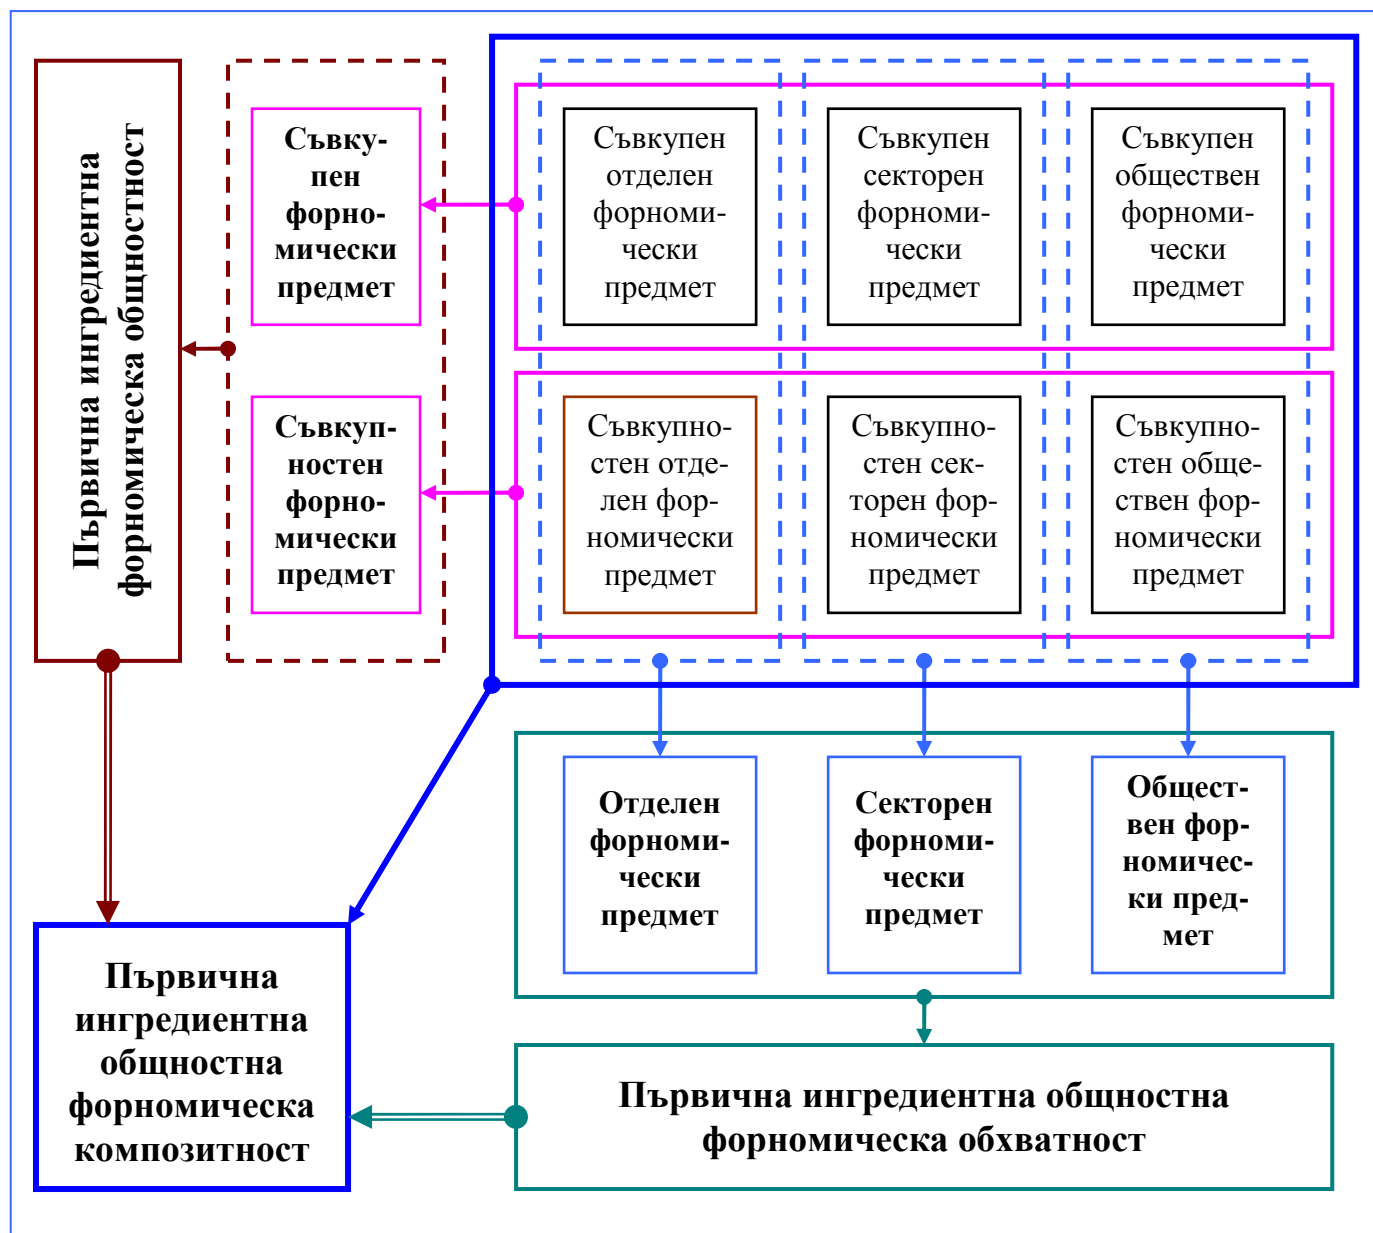 Първична ингредиентна
форномическа общностност
Съвку-
пен
форно-
мически
предмет
Съвкупен
отделен
форноми-
чески
предмет
Съвкупен
секторен
форноми-
чески
предмет
Съвкупен
обществен
форноми-
чески
предмет
Съвкуп-
ностен
форно-
мически
предмет
Съвкупно-
стен отде-
лен фор-
номически
предмет
Съвкупно-
стен сек-
торен фор-
номически
предмет
Съвкупно-
стен обще-
ствен фор-
номически
предмет
Отделен
форноми-
чески
предмет
Секторен
форноми-
чески
предмет
Общест-
вен фор-
номичес-
ки пред-
мет
Първична
ингредиентна
общностна
форномическа
композитност
Първична ингредиентна общностна
форномическа обхватност